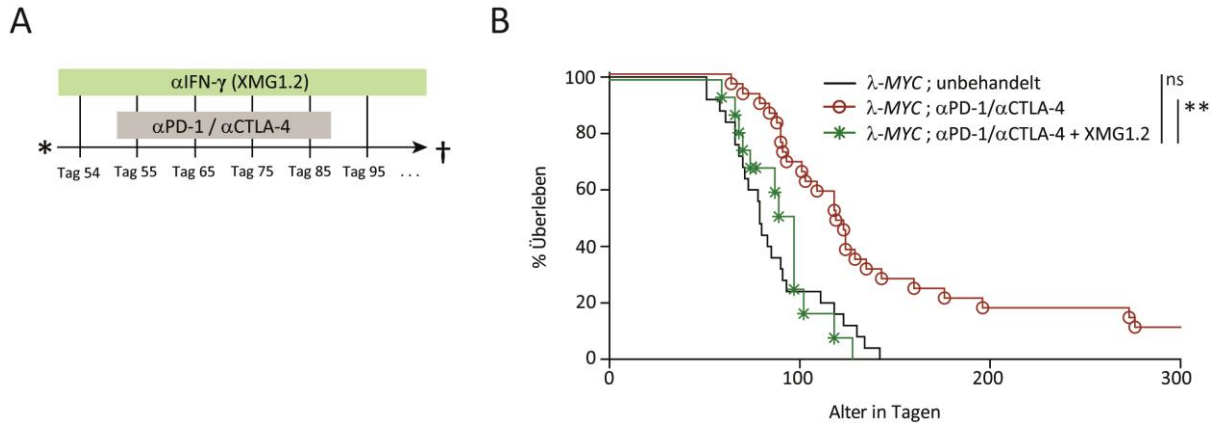 A
αIFN-γ (XMG1.2)
αPD-1 / αCTLA-4
*
†
Tag 54 Tag 55 Tag 65 Tag 75 Tag 85 Tag 95 . . .
B
% Überleben
100
80
60
40
20
0
λ-MYC ; unbehandelt
λ-MYC ; αPD-1/αCTLA-4
λ-MYC ; αPD-1/αCTLA-4 + XMG1.2
ns
**
0 100 200 300
Alter in Tagen